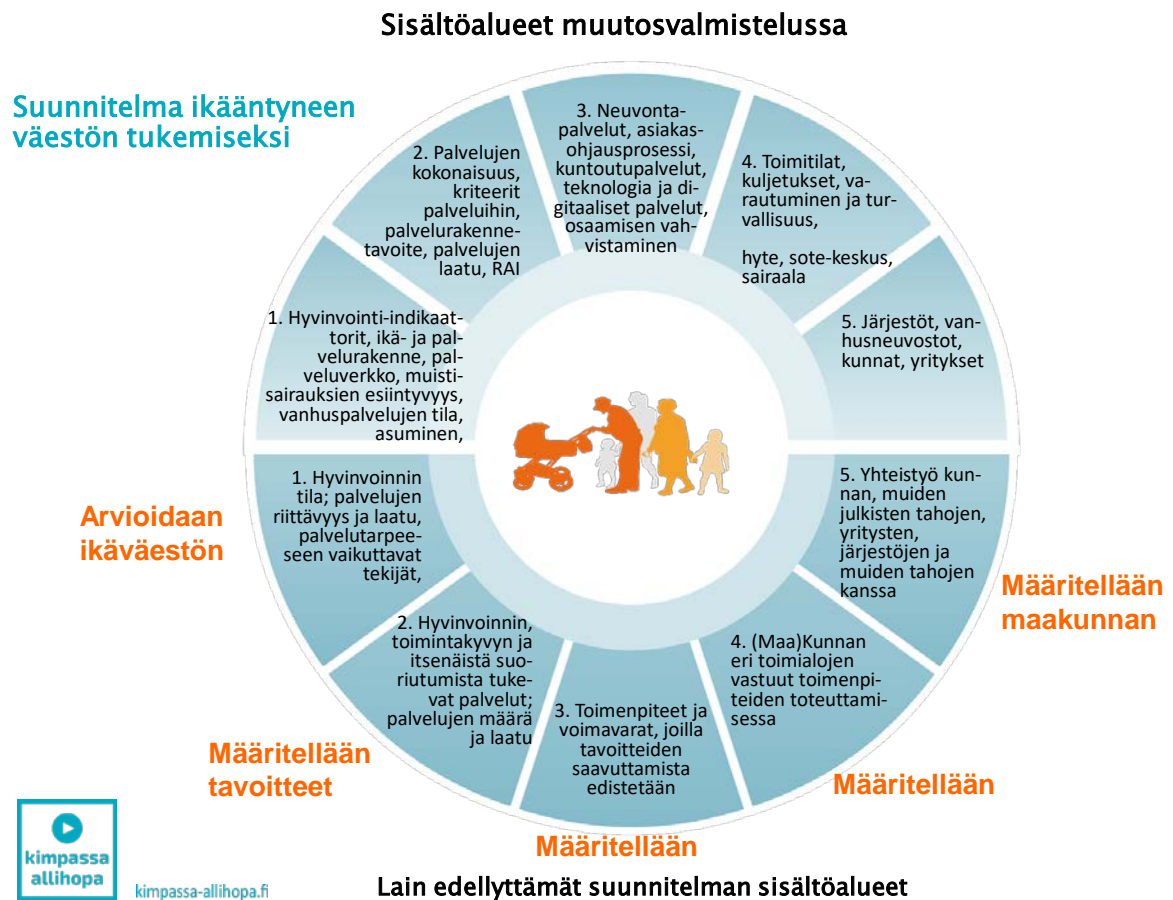 Sisältöalueet muutosvalmistelussa
Suunnitelma ikääntyneen
väestön tukemiseksi
1. Hyvinvointi-indikaat-
torit, ikä- ja pal-
velurakenne, pal-
veluverkko, muisti-
sairauksien esiintyvyys,
vanhuspalvelujen tila,
asuminen,
2. Palvelujen
kokonaisuus,
kriteerit
palveluihin,
palvelurakenne-
tavoite, palvelujen
laatu, RAI
3. Neuvonta-
palvelut, asiakas-
ohjausprosessi,
kuntoutupalvelut,
teknologia ja di-
gitaaliset palvelut,
osaamisen vah-
vistaminen
4. Toimitilat,
kuljetukset, va-
rautuminen ja tur-
vallisuus,
hyte, sote-keskus,
sairaala
5. Järjestöt, van-
husneuvostot,
kunnat, yritykset
1. Hyvinvoinnin
tila; palvelujen
riittävyys ja laatu,
palvelutarpee-
seen vaikuttavat
tekijät,
Arvioidaan
ikäväestön
2. Hyvinvoinnin,
toimintakyvyn ja
itsenäistä suo-
riutumista tuke-
vat palvelut;
palvelujen määrä
ja laatu
Määritellään
tavoitteet
3. Toimenpiteet ja
voimavarat, joilla
tavoitteiden
saavuttamista
edistetään
Määritellään
4. (Maa)Kunnan
eri toimialojen
vastuut toimenpi-
teiden toteuttami-
sessa
Määritellään
5. Yhteistyö kun-
nan, muiden
julkisten tahojen,
yritysten,
järjestöjen ja
muiden tahojen
kanssa
Määritellään
maakunnan
kimpassa
allihopa
kimpassa-allihopa.fi
Lain edellyttämät suunnitelman sisältöalueet